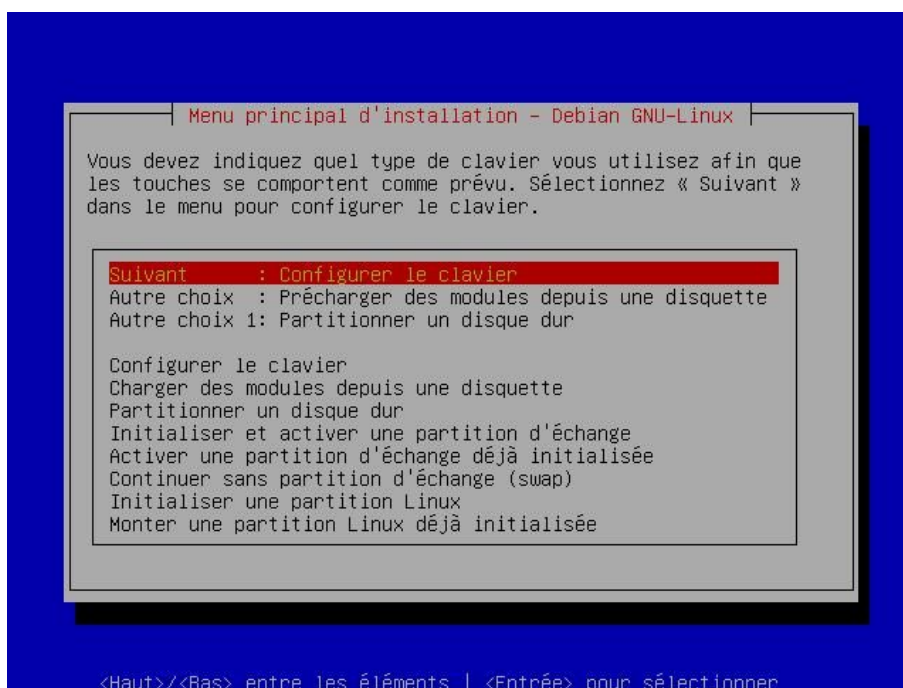 Menu principal d'installation – Debian GNU-Linux
Vous devez indiquez quel type de clavier vous utilisez afin que
les touches se comportent comme prévu. Sélectionnez « Suivant »
dans le menu pour configurer le clavier.
Suivant : Configurer le clavier
Autre choix : Précharger des modules depuis une disquette
Autre choix 1: Partitionner un disque dur
Configurer le clavier
Charger des modules depuis une disquette
Partitionner un disque dur
Initialiser et activer une partition d'échange
Activer une partition d'échange déjà initialisée
Continuer sans partition d'échange (swap)
Initialiser une partition Linux
Monter une partition Linux déjà initialisée
<Haut>/<Bas> entre les éléments | <Entrée> pour sélectionner